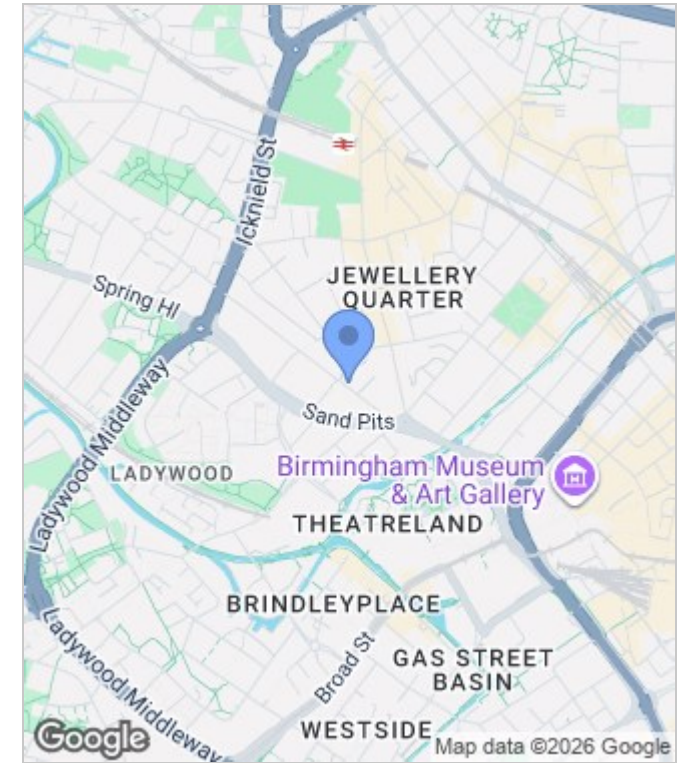 Icknield St
JEWELLERY
QUARTER
Spring Hl
Sand Pits
Ladywood Middleway
LADYWOOD
Birmingham Museum
& Art Gallery
THEATRELAND
BRINDLEYPLACE
Broad St
GAS STREET
BASIN
Ladywood Middleway
WESTSIDE
Google
Map data ©2026 Google